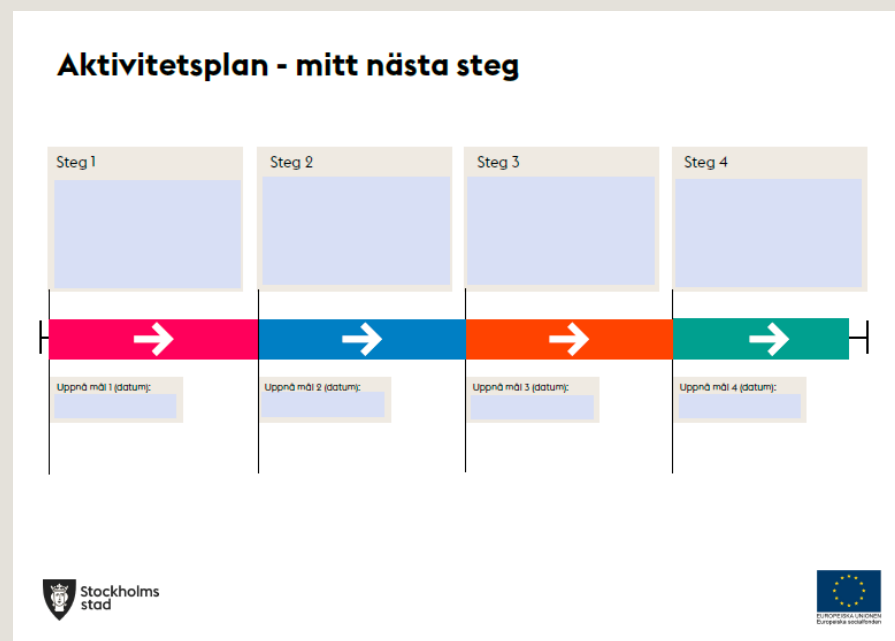 Aktivitetsplan - mitt nästa steg
Steg 1
Steg 2
Steg 3
Steg 4
Uppnå mål 1 (datum):
Uppnå mål 2 (datum):
Uppnå mål 3 (datum):
Uppnå mål 4 (datum):
Stockholms
stad
EUROPEISKA UNIONEN
Europeiska socialfonden